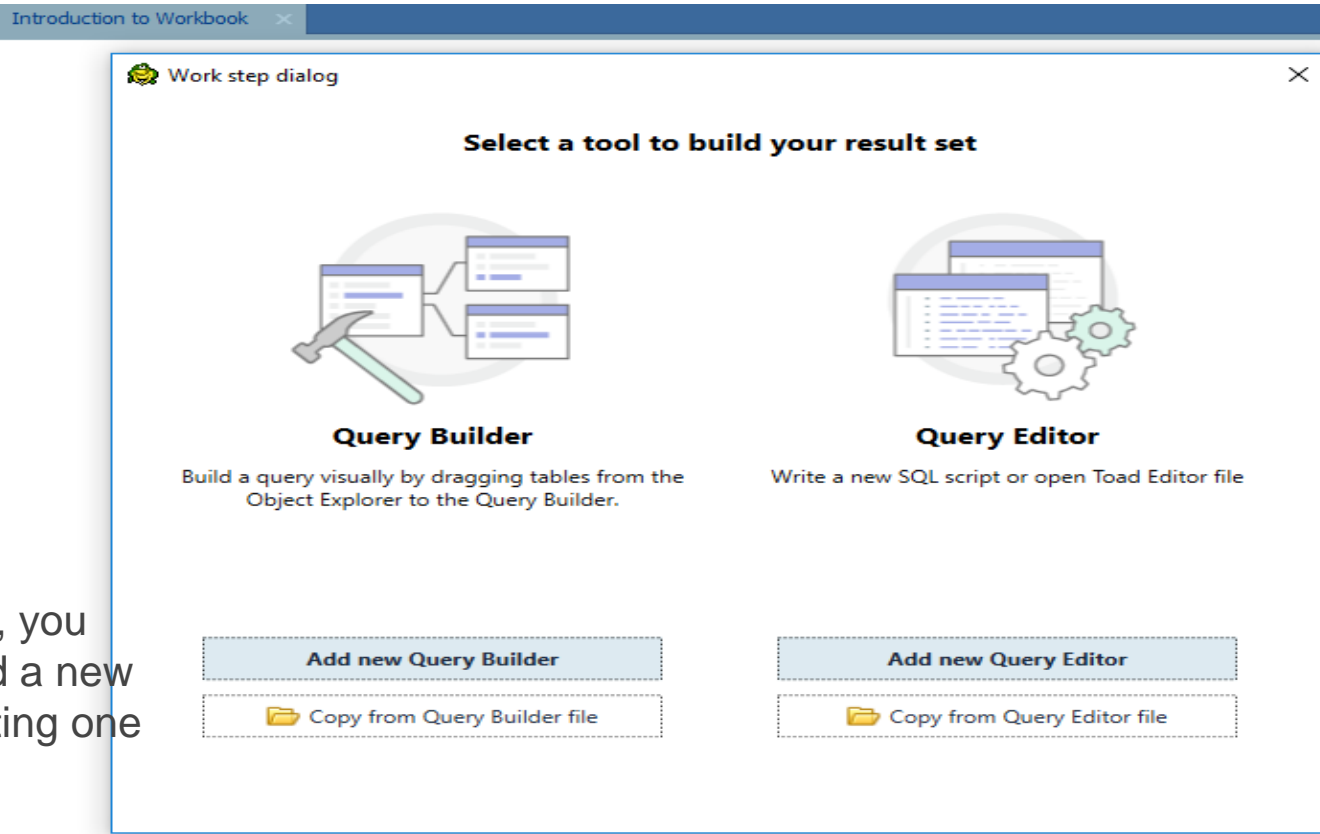 Introduction to Workbook
Work step dialog
Select a tool to build your result set
Query Builder
Build a query visually by dragging tables from the
Object Explorer to the Query Builder.
Query Editor
Write a new SQL script or open Toad Editor file
, you
a new
one
Add new Query Builder
Copy from Query Builder file
Add new Query Editor
Copy from Query Editor file